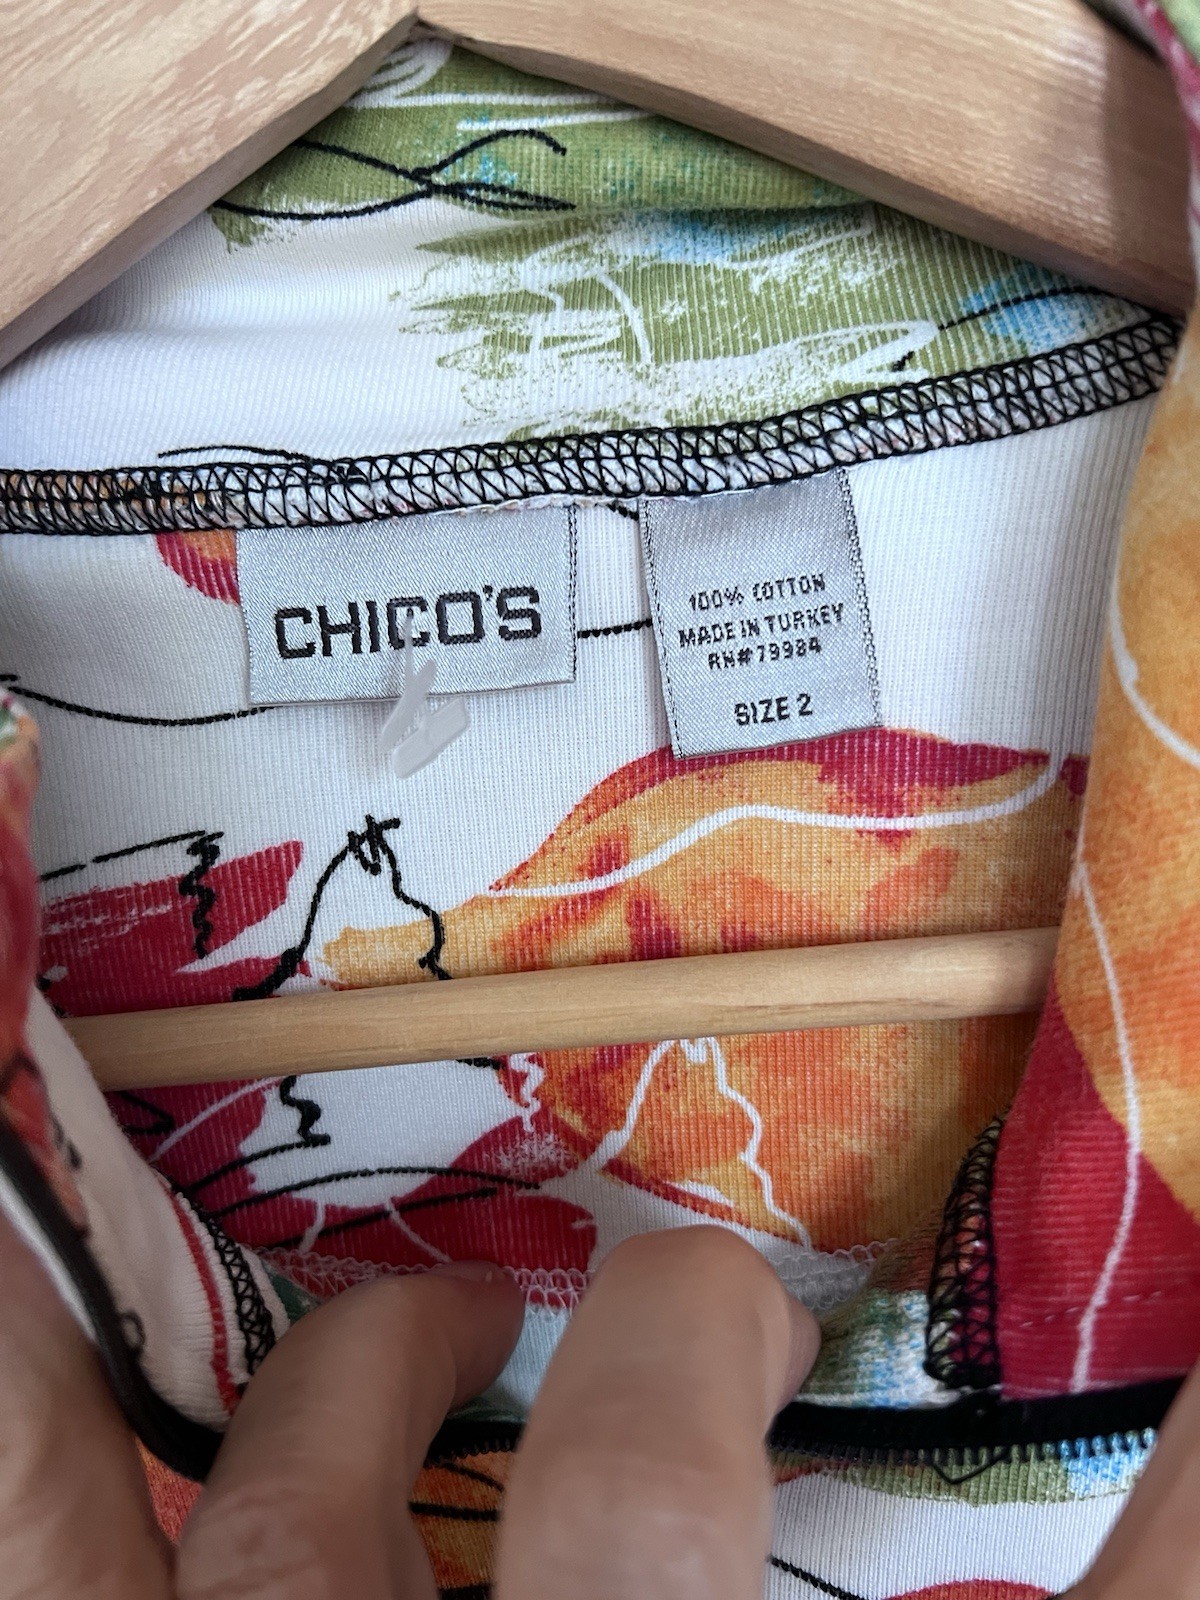 CHICO'S
100% COTTON
MADE IN TURKEY
RN#79984
SIZE 2